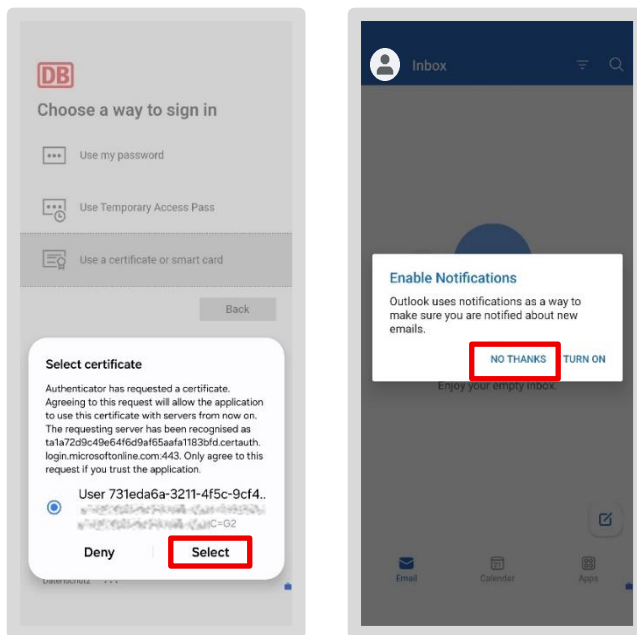 DB
Choose a way to sign in
Use my password
Use Temporary Access Pass
Use a certificate or smart card
Back
Select certificate
Authenticator has requested a certificate.
Agreeing to this request will allow the application
to use this certificate with servers from now on.
The requesting server has been recognised as
ta1a72d9c49e64f6d9af65aafa1183bfd.certauth.
login.microsoftonline.com:443. Only agree to this
request if you trust the application.
User 731eda6a-3211-4f5c-9cf4..
C=G2
Deny
Select
Datenschutz ...
Inbox
Enable Notifications
Outlook uses notifications as a way to
make sure you are notified about new
emails.
NO THANKS
TURN ON
Enjoy your empty inbox.
Email
Calendar
Apps